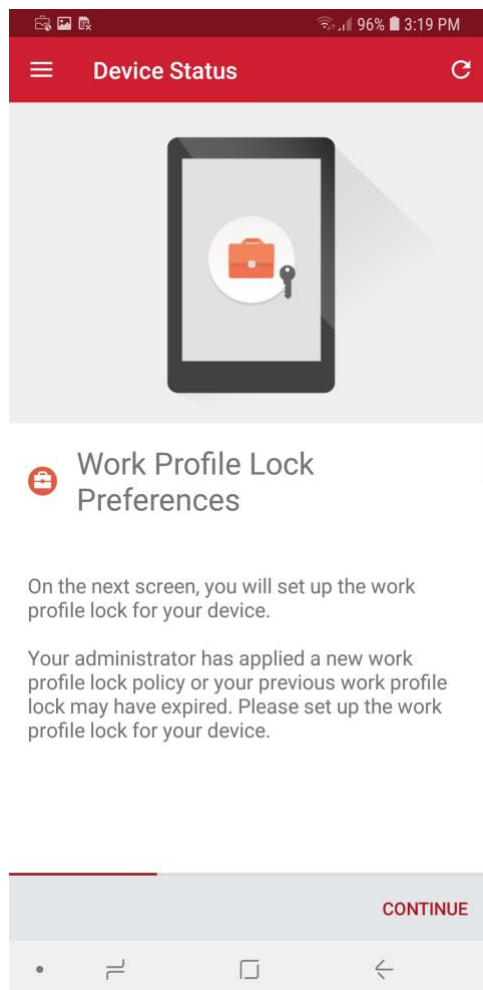 96% 3:19 PM
Device Status
Work Profile Lock
Preferences
On the next screen, you will set up the work
profile lock for your device.
Your administrator has applied a new work
profile lock policy or your previous work profile
lock may have expired. Please set up the work
profile lock for your device.
CONTINUE